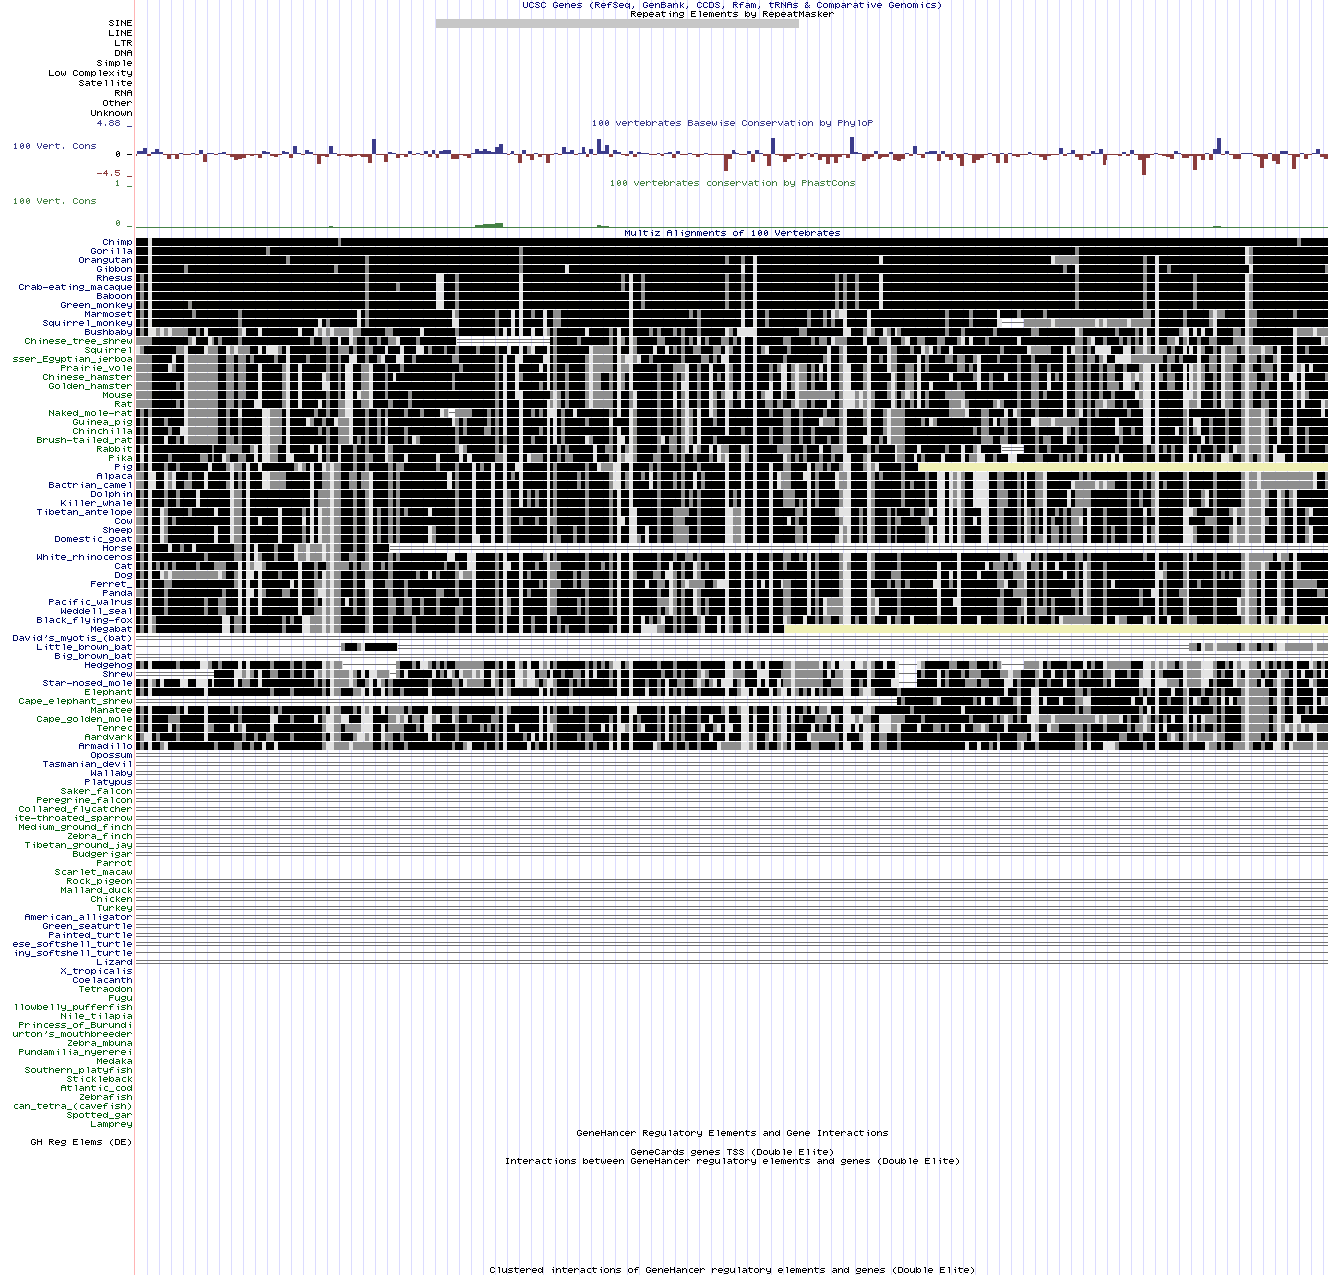 UCSC Genes (RefSeq, GenBank, CCDS, Rfam, tRNAs & Comparative Genomics)
Repeating Elements by RepeatMasker
SINE
LINE
LTR
DNA
Simple
Low Complexity
Satellite
RNA
Other
Unknown
100 vertebrates Basewise Conservation by PhyloP
4.88 _
100 Vert. Cons
0 -
-4.5 _
100 vertebrates conservation by PhastCons
1 _
100 Vert. Cons
0 _
Multiz Alignments of 100 Vertebrates
Chimp
Gorilla
Orangutan
Gibbon
Rhesus
Crab-eating_macaque
Baboon
Green_monkey
Marmoset
Squirrel_monkey
Bushbaby
Chinese_tree_shrew
Squirrel
sser_Egyptian_jerboa
Prairie_vole
Chinese_hamster
Golden_hamster
Mouse
Rat
Naked_mole-rat
Guinea_pig
Chinchilla
Brush-tailed_rat
Rabbit
Pika
Pig
Alpaca
Bactrian_camel
Dolphin
Killer_whale
Tibetan_antelope
Cow
Sheep
Domestic_goat
Horse
White_rhinoceros
Cat
Dog
Ferret_
Panda
Pacific_walrus
Weddell_seal
Black_flying-fox
Megabat
David's_myotis_(bat)
Little_brown_bat
Big_brown_bat
Hedgehog
Shrew
Star-nosed_mole
Elephant
Cape_elephant_shrew
Manatee
Cape_golden_mole
Tenrec
Aardvark
Armadillo
Opossum
Tasmanian_devil
Wallaby
Platypus
Saker_falcon
Peregrine_falcon
Collared_flycatcher
ite-throated_sparrow
Medium_ground_finch
Zebra_finch
Tibetan_ground_jay
Budgerigar
Parrot
Scarlet_macaw
Rock_pigeon
Mallard_duck
Chicken
Turkey
American_alligator
Green_seaturtle
Painted_turtle
ese_softshell_turtle
iny_softshell_turtle
Lizard
X_tropicalis
Coelacanth
Tetraodon
Fugu
llowbelly_pufferfish
Nile_tilapia
Princess_of_Burundi
urton's_mouthbreeder
Zebra_mbuna
Pundamilia_nyererei
Medaka
Southern_platyfish
Stickleback
Atlantic_cod
Zebrafish
can_tetra_(cavefish)
Spotted_gar
Lamprey
GeneHancer Regulatory Elements and Gene Interactions
GH Reg Elems (DE)
GeneCards genes TSS (Double Elite)
Interactions between GeneHancer regulatory elements and genes (Double Elite)
Clustered interactions of GeneHancer regulatory elements and genes (Double Elite)